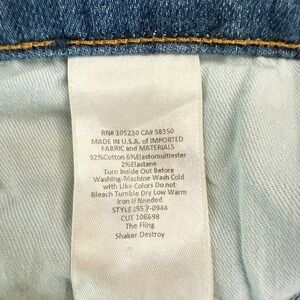 RN# 105230 CA# 58350
MADE IN U.S.A. of IMPORTED
FABRIC and MATERIALS
92%Cotton 6%Elastomultiester
2%Elastane
Turn Inside Out Before
Washing-Machine Wash Cold
with Like Colors Do not
Bleach Tumble Dry Low Warm
Iron if Needed
STYLE 1557-0944
CUT 106698
The Fling
Shaker Destroy